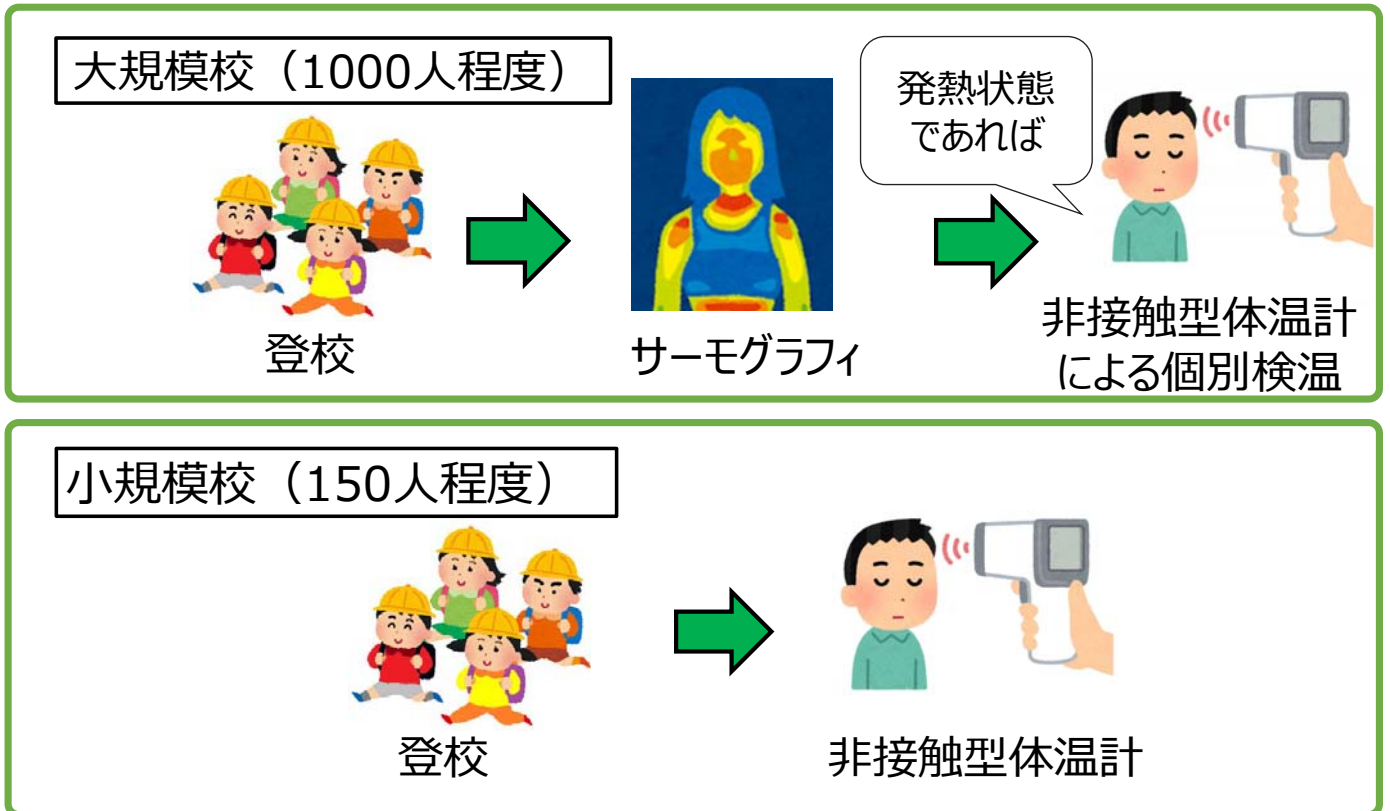 大規模校（1000人程度）
発熱状態
であれば
登校
サーモグラフィ
非接触型体温計
による個別検温
小規模校（150人程度）
登校
非接触型体温計